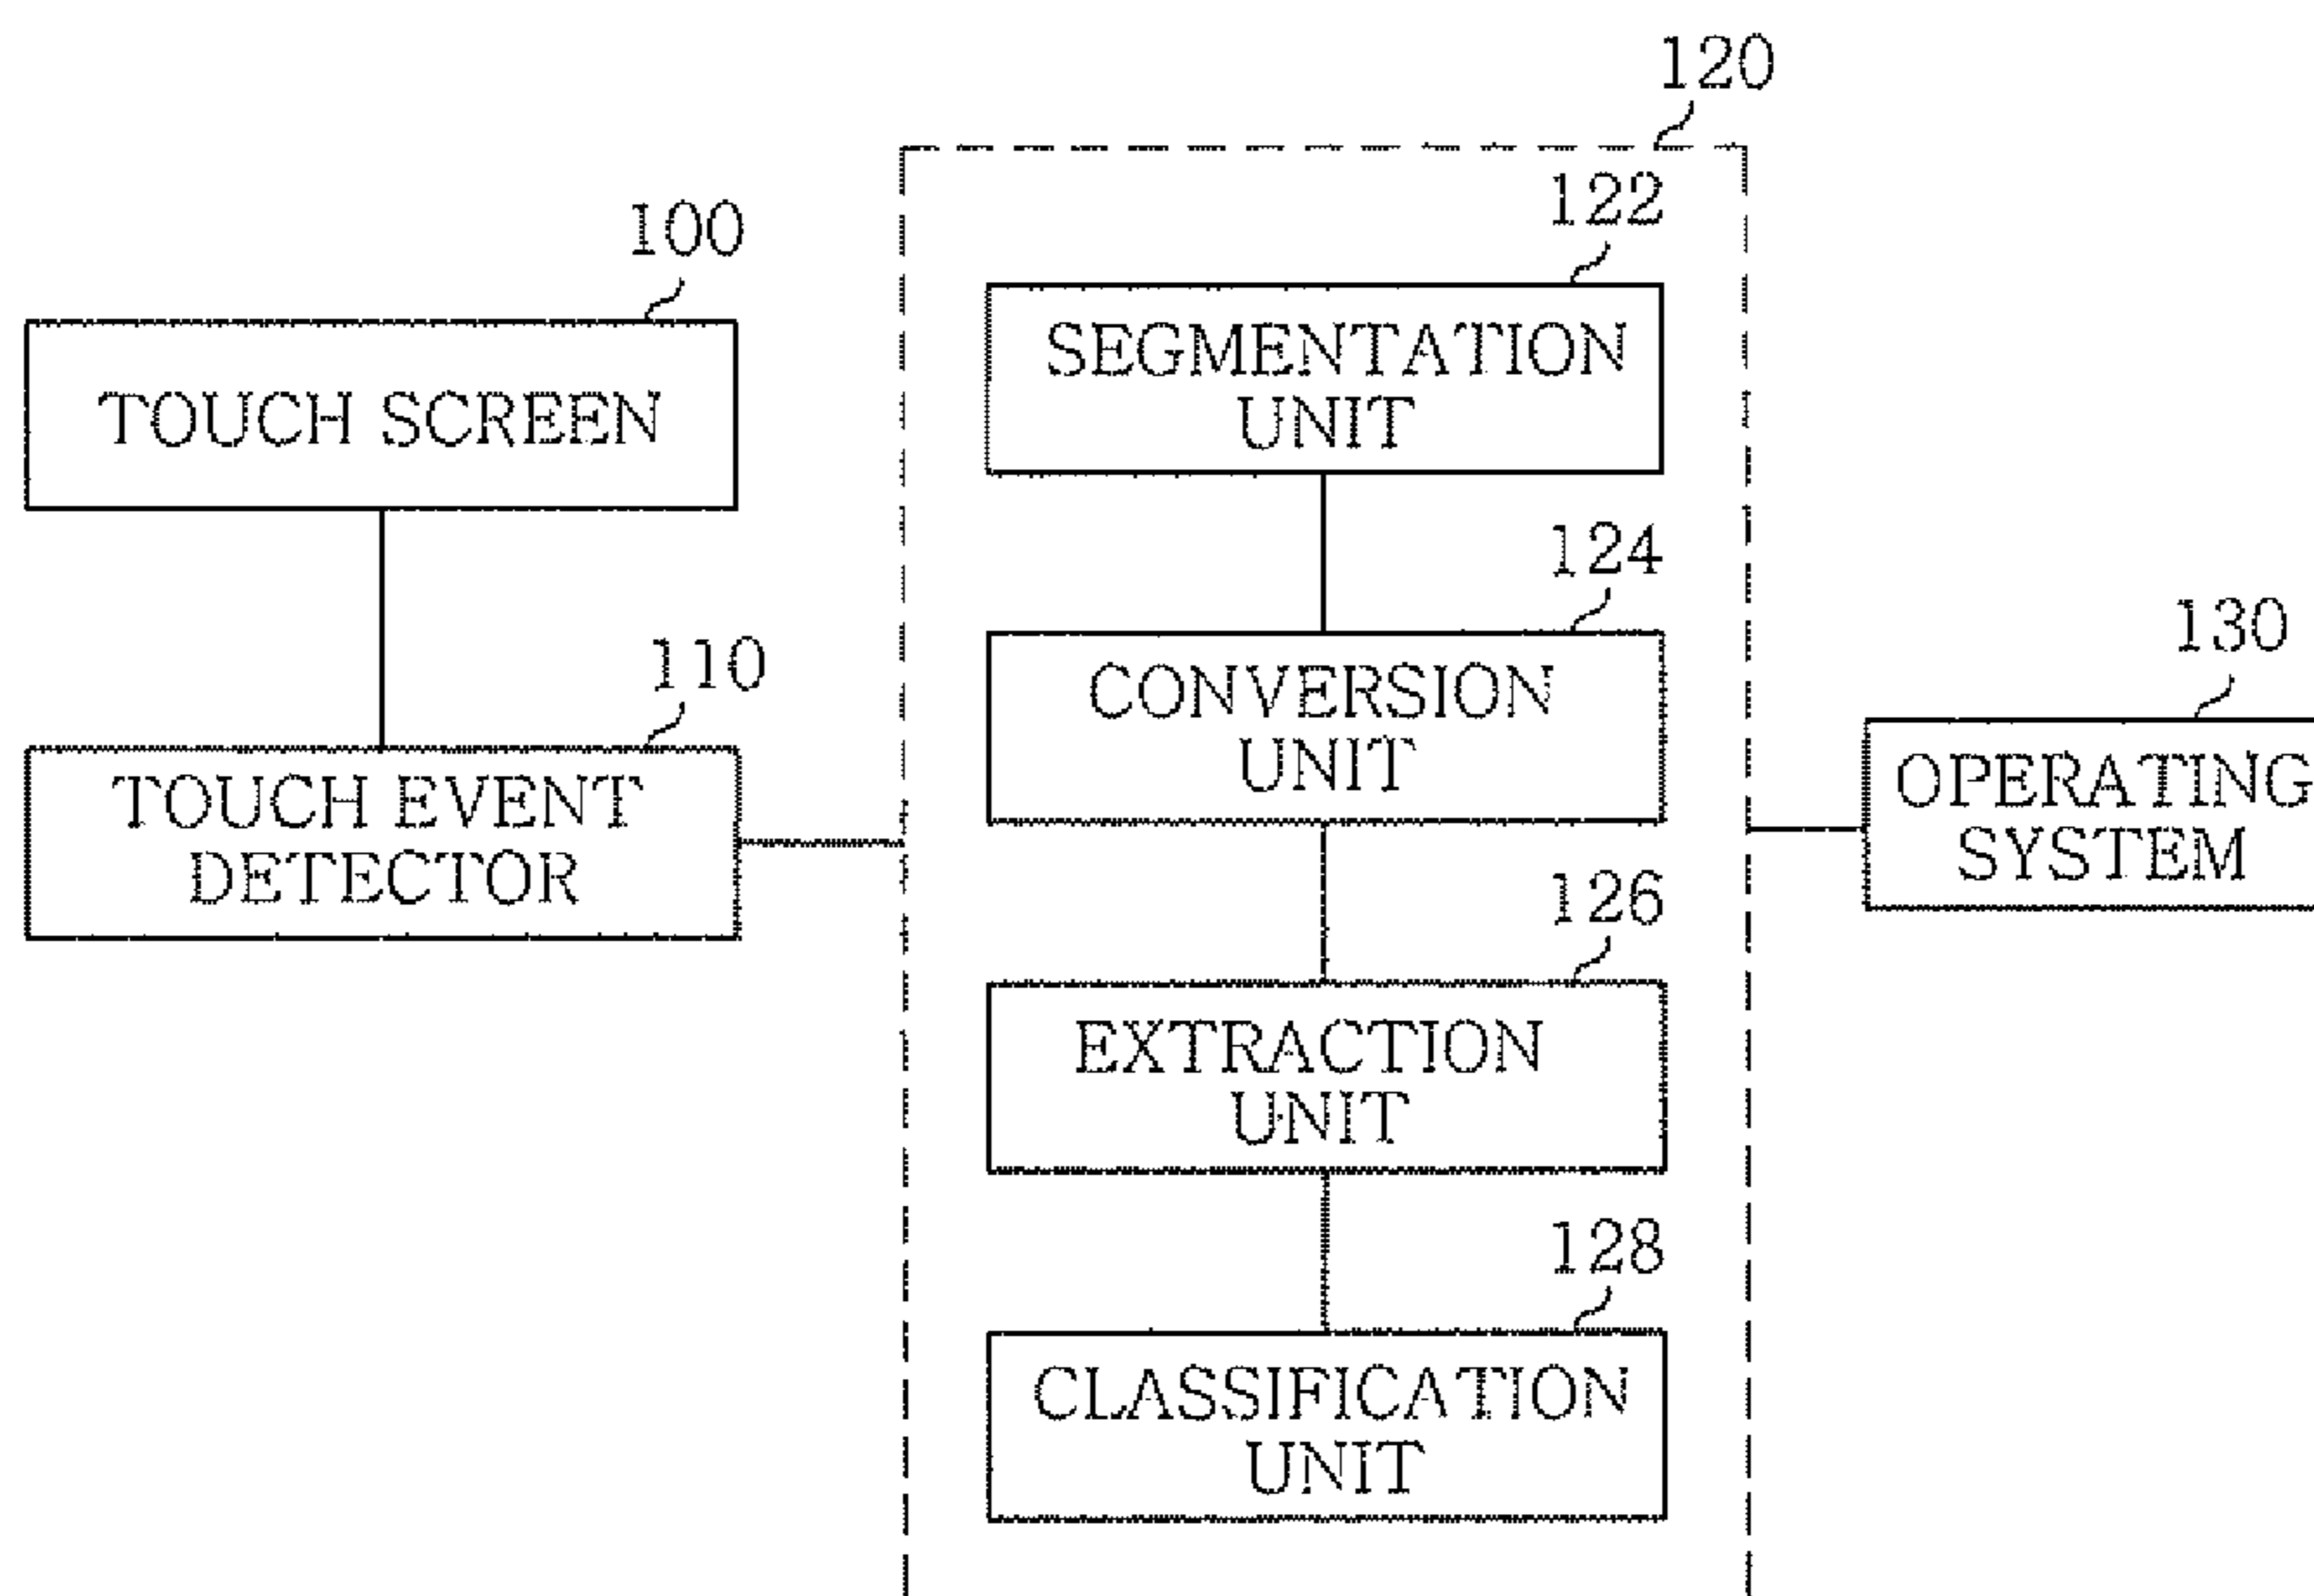 120
122
100
SEGMENTATION
UNIT
TOUCH SCREEN
124
130
110
CONVERSION
UNIT
OPERATING
SYSTEM
TOUCH EVENT
DETECTOR
126
EXTRACTION
UNIT
128
CLASSIFICATION
UNIT